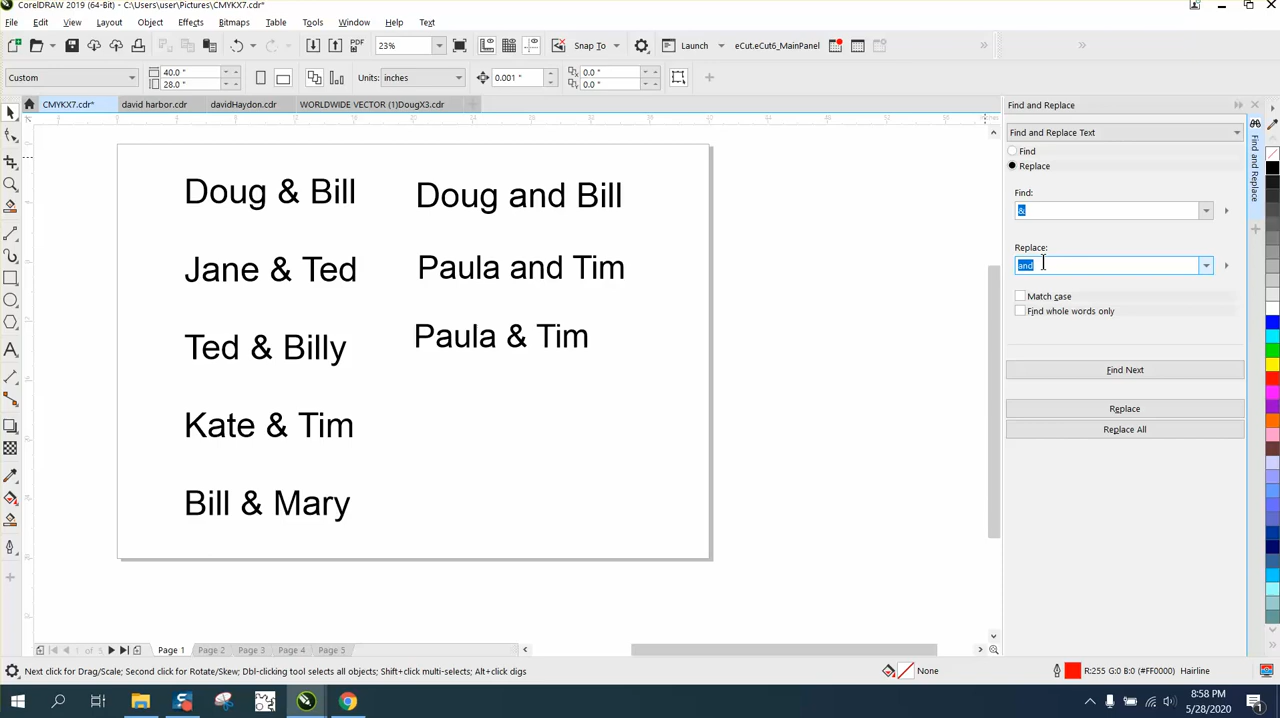 CorelDRAW 2019 (64-Bit) - C:\Users\user\Pictures\CMYKX7.cdr*
File Edit View Layout Object Effects Bitmaps Table Tools Window Help Text
PDF 23% Snap To Launch eCut.eCut6_MainPanel
Custom 40.0 " 28.0 " Units: inches 0.001 " 0.0 " 0.0 "
CMYKX7.cdr* david harbor.cdr davidHaydon.cdr WORLDWIDE VECTOR (1)DougX3.cdr
Doug & Bill Doug and Bill
Jane & Ted Paula and Tim
Ted & Billy Paula & Tim
Kate & Tim
Bill & Mary
Find and Replace
Find and Replace Text
Find
Replace
Find:
&
Replace:
and
Match case
Find whole words only
Find Next
Replace
Replace All
Find and Replace
1 of 5 Page 1 Page 2 Page 3 Page 4 Page 5
Next click for Drag/Scale; Second click for Rotate/Skew; Dbl-clicking tool selects all objects; Shift+click multi-selects; Alt+click digs None R:255 G:0 B:0 (#FF0000) Hairline
8:58 PM
5/28/2020